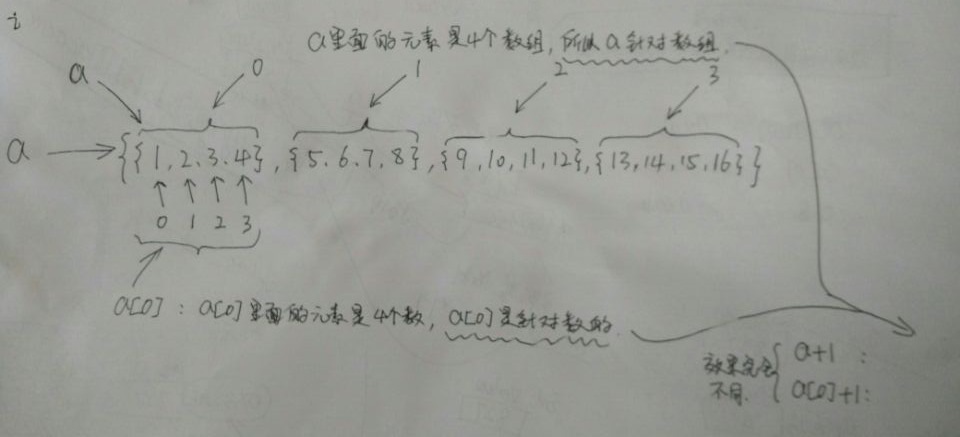 i
a里面的元素是4个数组，所以a针对数组.
a 0 1 2 3
a → {{1,2,3,4},{5,6,7,8},{9,10,11,12},{13,14,15,16}}
0 1 2 3
a[0]：a[0]里面的元素是4个数，a[0]是针对数的
效果完全 a+1：
不同. a[0]+1：